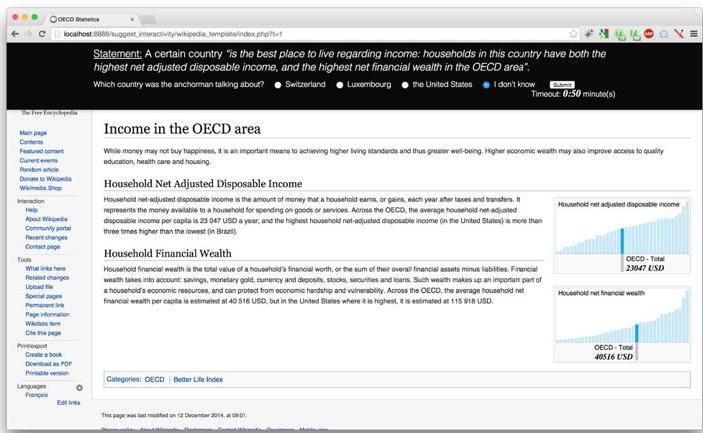 OECD Statistics
localhost:8888/suggest_interactivity/wikipedia_template/index.php?t=1
Statement: A certain country "is the best place to live regarding income: households in this country have both the
highest net adjusted disposable income, and the highest net financial wealth in the OECD area".
Which country was the anchorman talking about? Switzerland Luxembourg the United States I don't know Submit
Timeout: 0:50 minute(s)
The Free Encyclopedia
Main page
Contents
Featured content
Current events
Random article
Donate to Wikipedia
Wikimedia Shop
Interaction
Help
About Wikipedia
Community portal
Recent changes
Contact page
Tools
What links here
Related changes
Upload file
Special pages
Permanent link
Page information
Wikidata item
Cite this page
Print/export
Create a book
Download as PDF
Printable version
Languages
Français
Edit links
Income in the OECD area
While money may not buy happiness, it is an important means to achieving higher living standards and thus greater well-being. Higher economic wealth may also improve access to quality
education, health care and housing.
Household Net Adjusted Disposable Income
Household net-adjusted disposable income is the amount of money that a household earns, or gains, each year after taxes and transfers. It
represents the money available to a household for spending on goods or services. Across the OECD, the average household net-adjusted
disposable income per capita is 23 047 USD a year; and the highest household net-adjusted disposable income (in the United States) is more than
three times higher than the lowest (in Brazil).
Household net adjusted disposable income
OECD - Total
23047 USD
Household Financial Wealth
Household financial wealth is the total value of a household's financial worth, or the sum of their overall financial assets minus liabilities. Financial
wealth takes into account: savings, monetary gold, currency and deposits, stocks, securities and loans. Such wealth makes up an important part of
a household's economic resources, and can protect from economic hardship and vulnerability. Across the OECD, the average household net
financial wealth per capita is estimated at 40 516 USD, but in the United States where it is highest, it is estimated at 115 918 USD.
Household net financial wealth
OECD - Total
40516 USD
Categories: OECD | Better Life Index
This page was last modified on 12 December 2014, at 09:01.